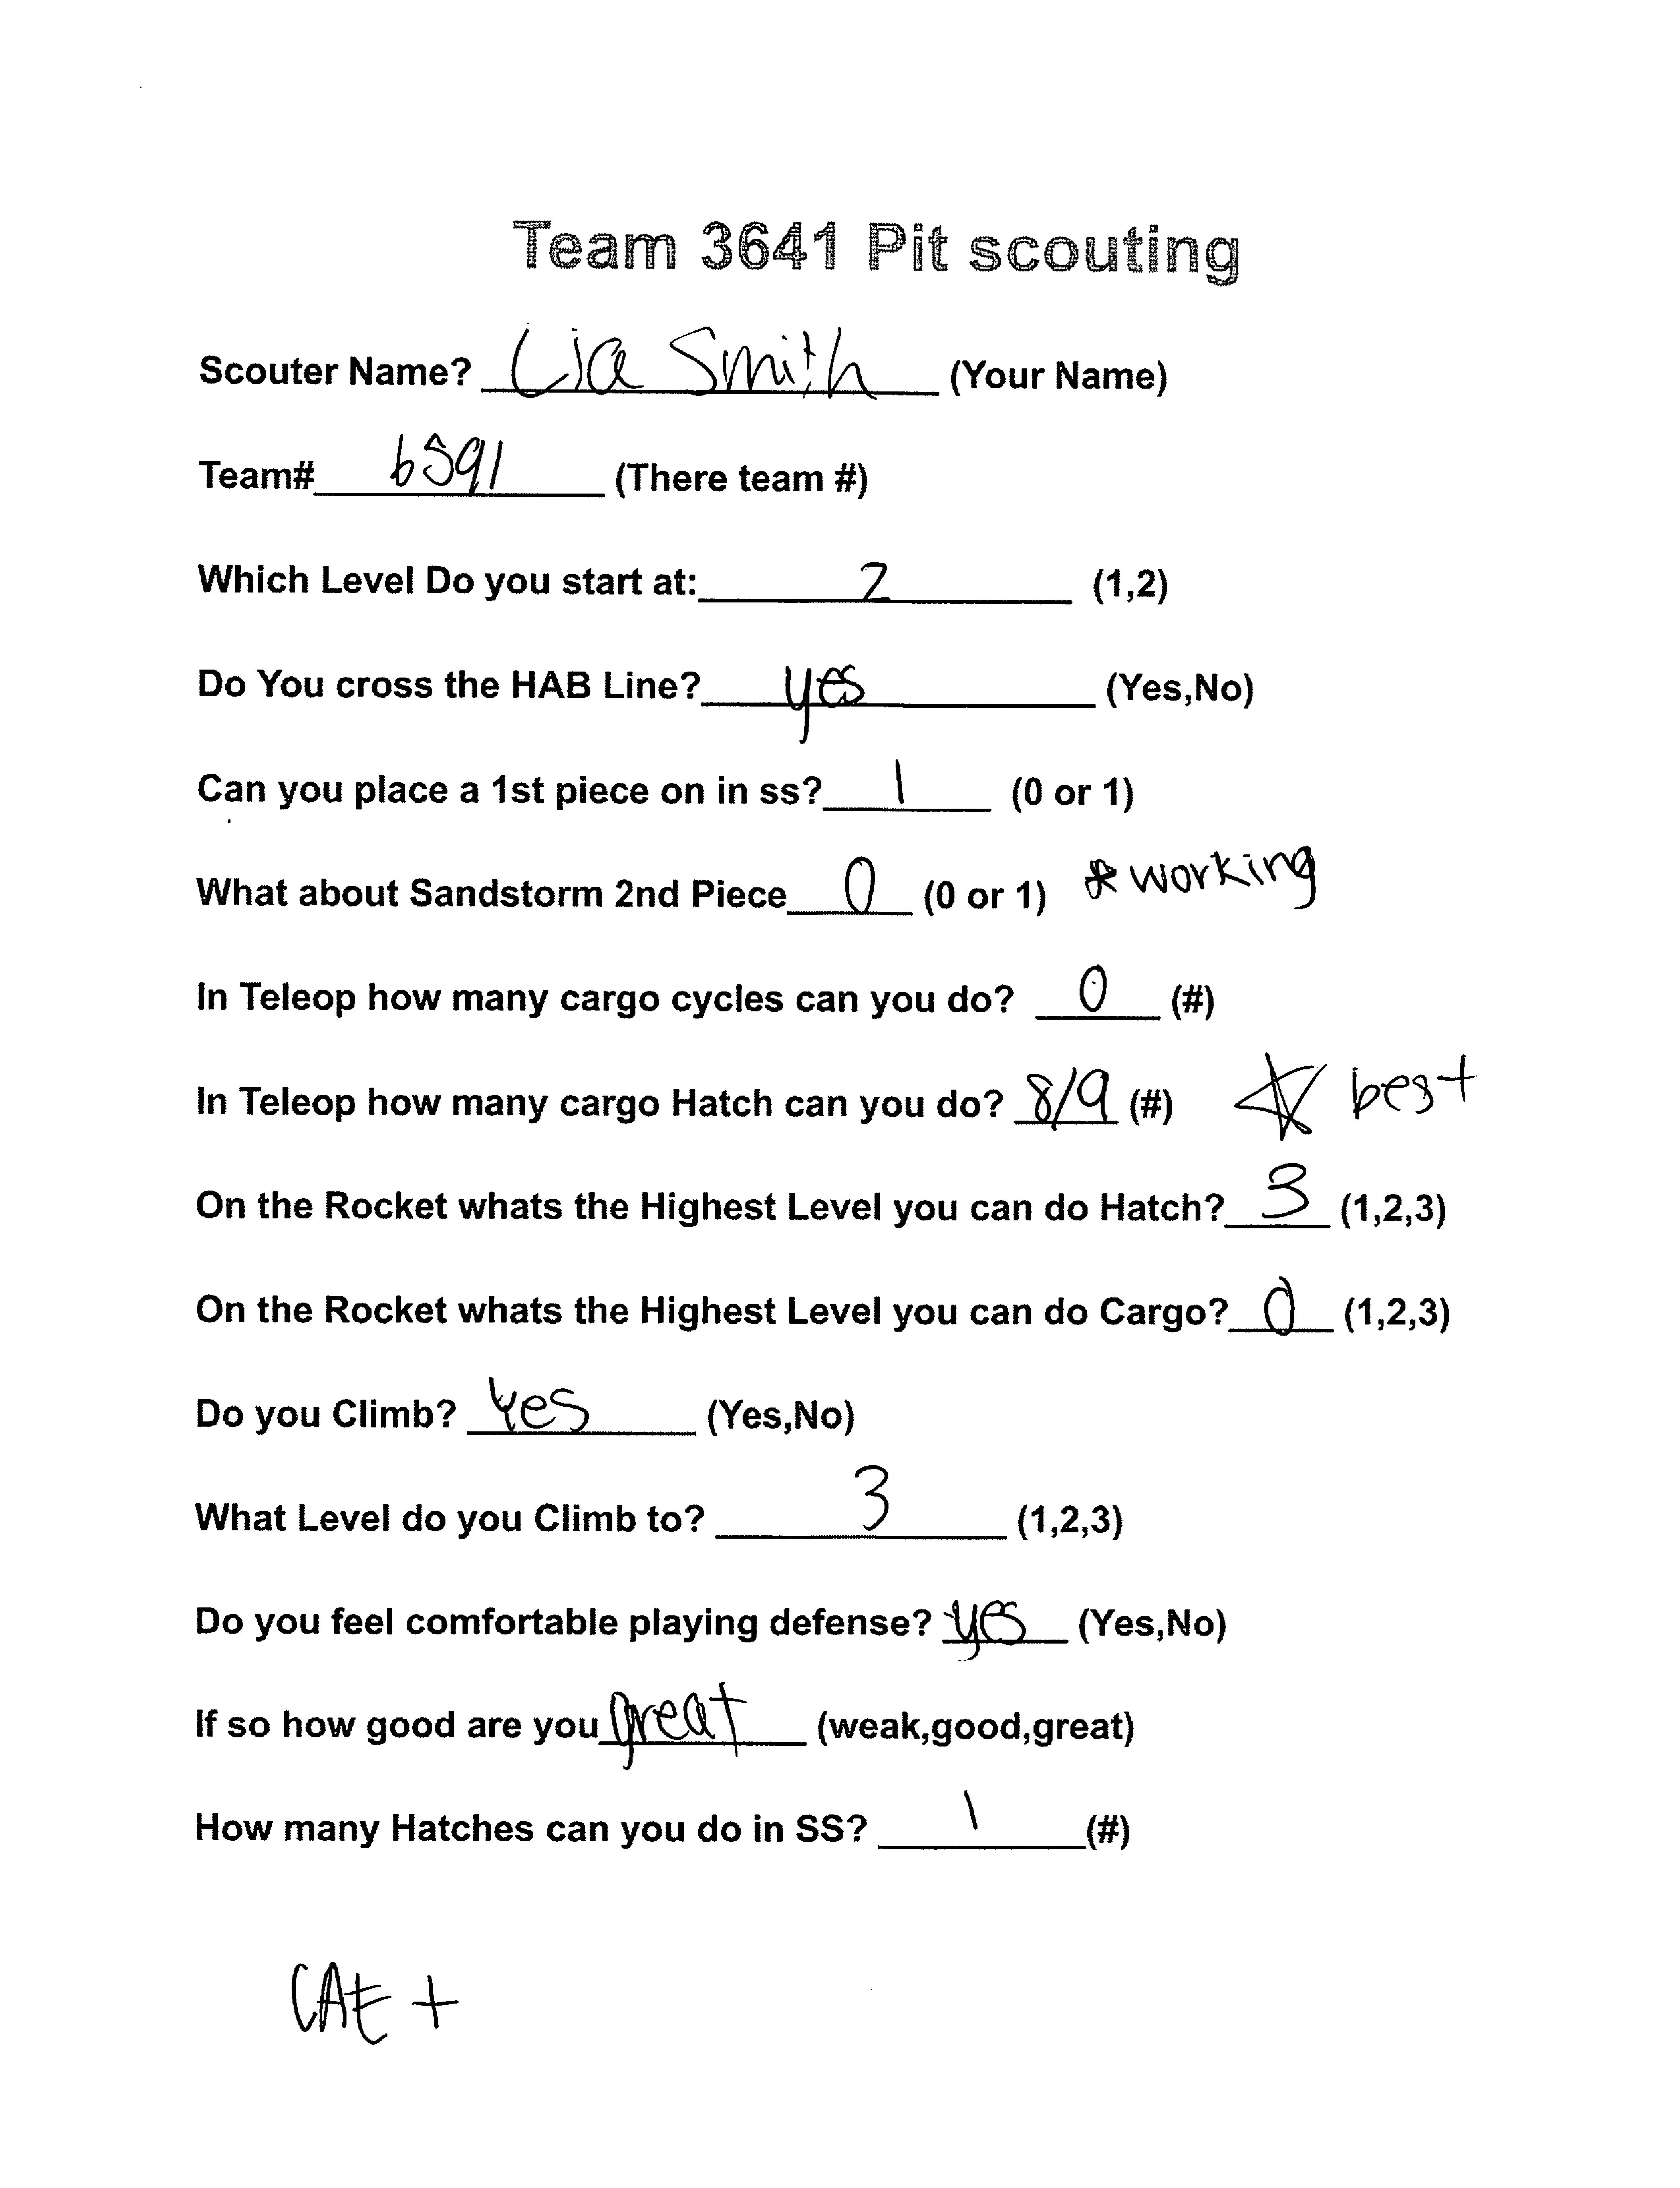 Team 3641 Pit scouting
Scouter Name? Lia Smith (Your Name)
Team# 6591 (There team #)
Which Level Do you start at: 2 (1,2)
Do You cross the HAB Line? yes (Yes,No)
Can you place a 1st piece on in ss? 1 (0 or 1)
What about Sandstorm 2nd Piece 0 (0 or 1) * working
In Teleop how many cargo cycles can you do? 0 (#)
In Teleop how many cargo Hatch can you do? 8/9 (#) ☆ best
On the Rocket whats the Highest Level you can do Hatch? 3 (1,2,3)
On the Rocket whats the Highest Level you can do Cargo? 0 (1,2,3)
Do you Climb? Yes (Yes,No)
What Level do you Climb to? 3 (1,2,3)
Do you feel comfortable playing defense? yes (Yes,No)
If so how good are you great (weak,good,great)
How many Hatches can you do in SS? 1 (#)